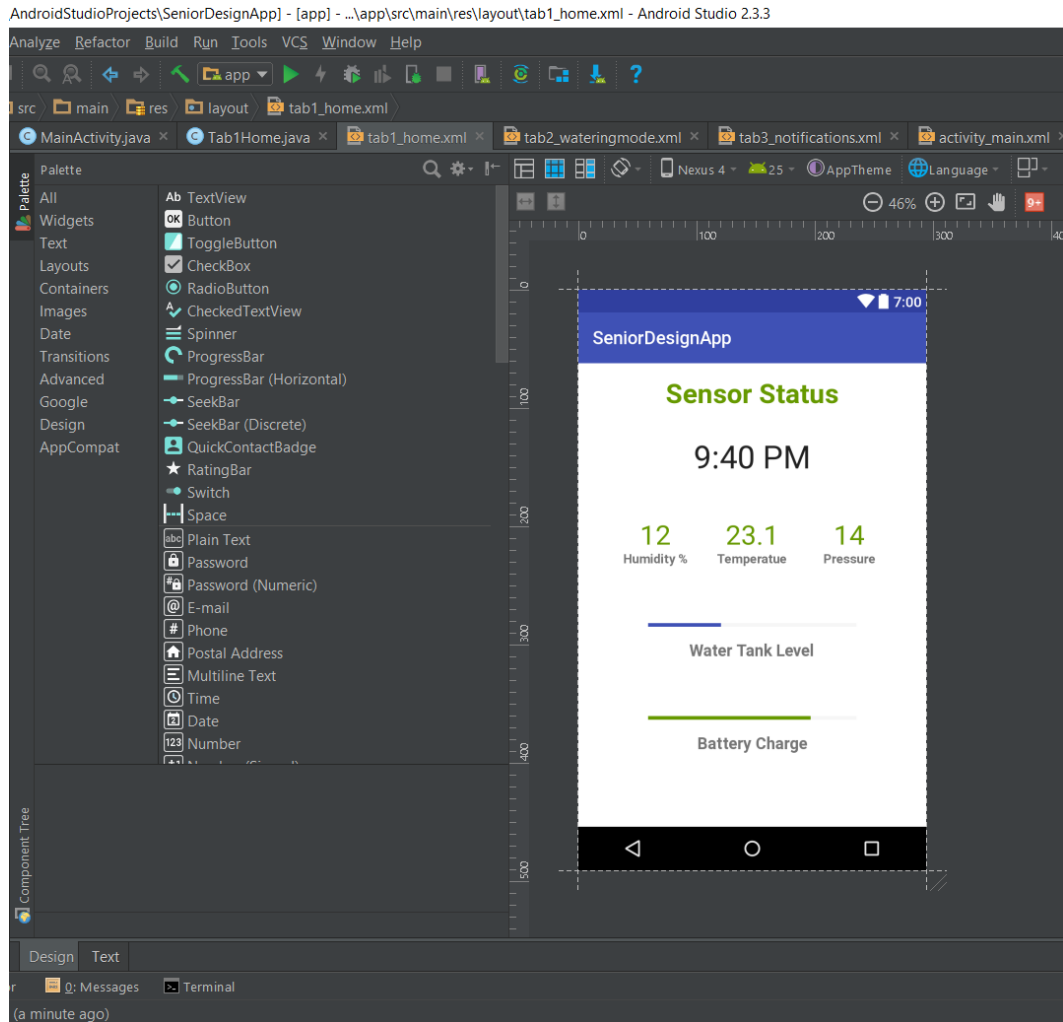 AndroidStudioProjects\SeniorDesignApp] - [app] - ...\app\src\main\res\layout\tab1_home.xml - Android Studio 2.3.3
Analyze Refactor Build Run Tools VCS Window Help
app
src main res layout tab1_home.xml
MainActivity.java Tab1Home.java tab1_home.xml tab2_wateringmode.xml tab3_notifications.xml activity_main.xml
Palette
Nexus 4 25 AppTheme Language
Palette
All
Widgets
Text
Layouts
Containers
Images
Date
Transitions
Advanced
Google
Design
AppCompat
Ab TextView
OK Button
ToggleButton
CheckBox
RadioButton
CheckedTextView
Spinner
ProgressBar
ProgressBar (Horizontal)
SeekBar
SeekBar (Discrete)
QuickContactBadge
RatingBar
Switch
Space
abc Plain Text
Password
Password (Numeric)
@ E-mail
# Phone
Postal Address
Multiline Text
Time
Date
123 Number
46% 9+
0 100 200 300
0
100
200
300
400
500
7:00
SeniorDesignApp
Sensor Status
9:40 PM
12 23.1 14
Humidity % Temperatue Pressure
Water Tank Level
Battery Charge
Component Tree
Design Text
0: Messages Terminal
(a minute ago)